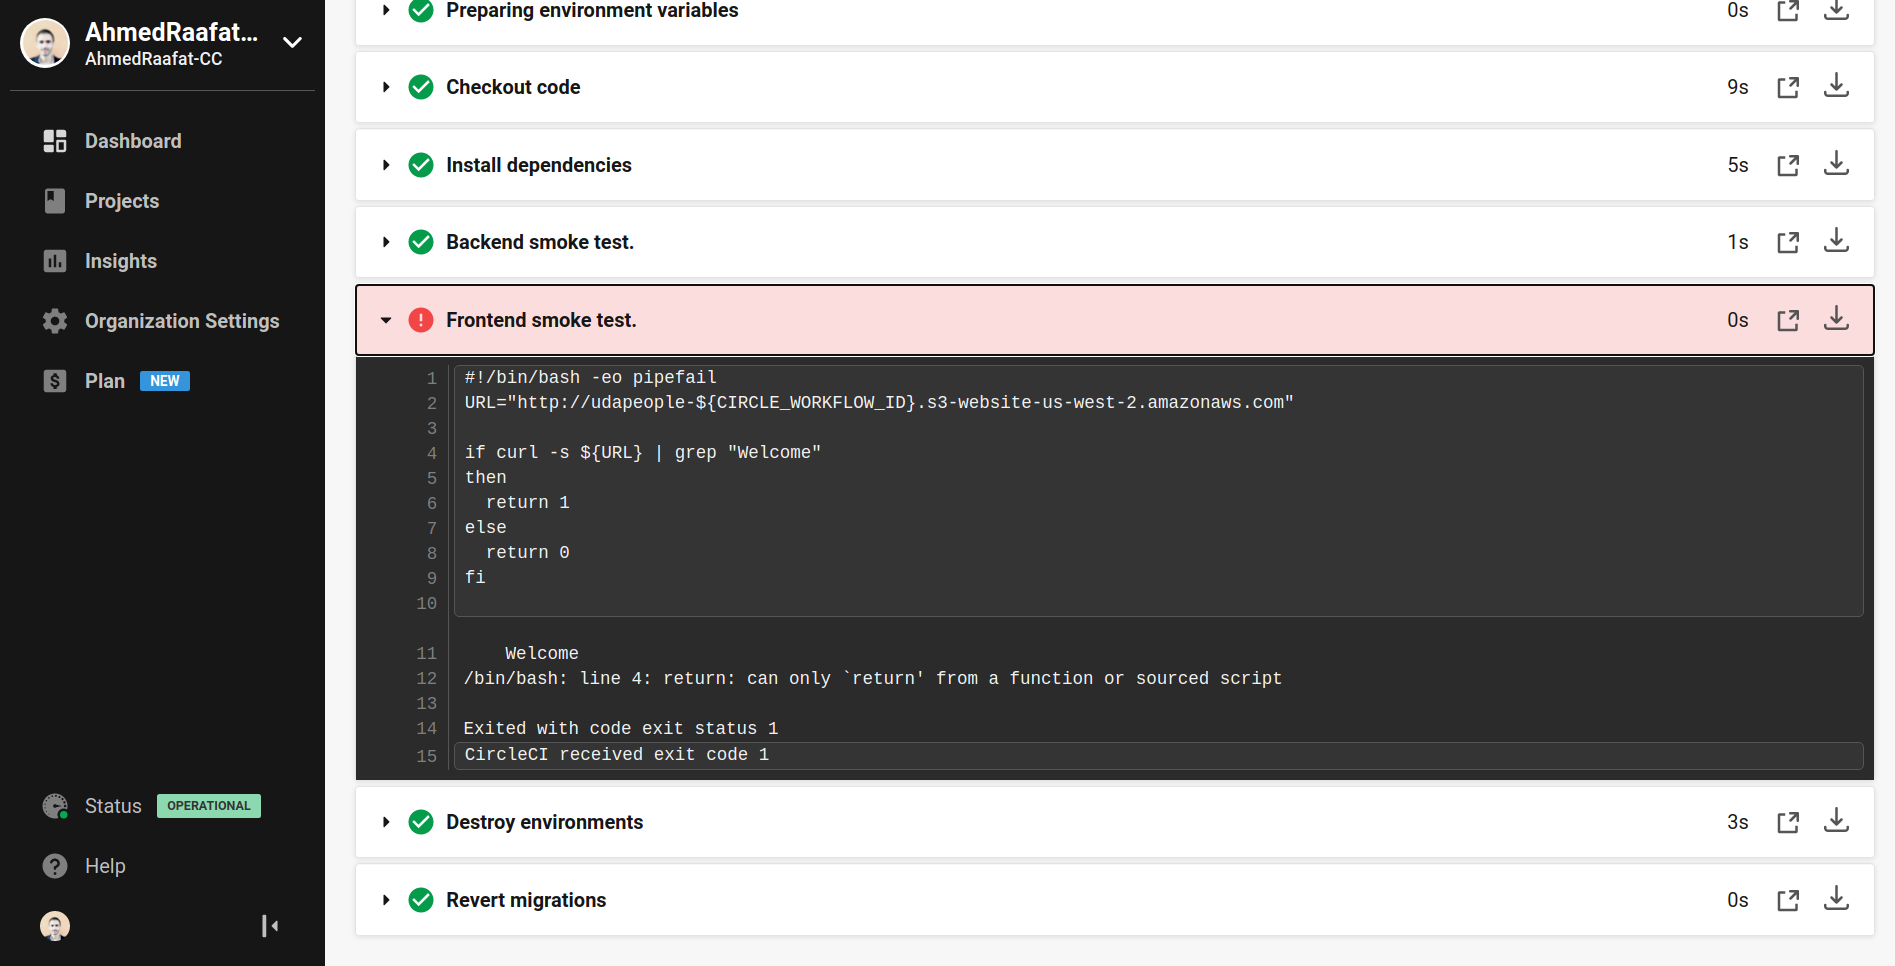 AhmedRaafat...
AhmedRaafat-CC
Dashboard
Projects
Insights
Organization Settings
Plan NEW
Status OPERATIONAL
Help
Preparing environment variables 0s
Checkout code 9s
Install dependencies 5s
Backend smoke test. 1s
Frontend smoke test. 0s
1 #!/bin/bash -eo pipefail
2 URL="http://udapeople-${CIRCLE_WORKFLOW_ID}.s3-website-us-west-2.amazonaws.com"
3
4 if curl -s ${URL} | grep "Welcome"
5 then
6   return 1
7 else
8   return 0
9 fi
10
11     Welcome
12 /bin/bash: line 4: return: can only `return' from a function or sourced script
13
14 Exited with code exit status 1
15 CircleCI received exit code 1
Destroy environments 3s
Revert migrations 0s